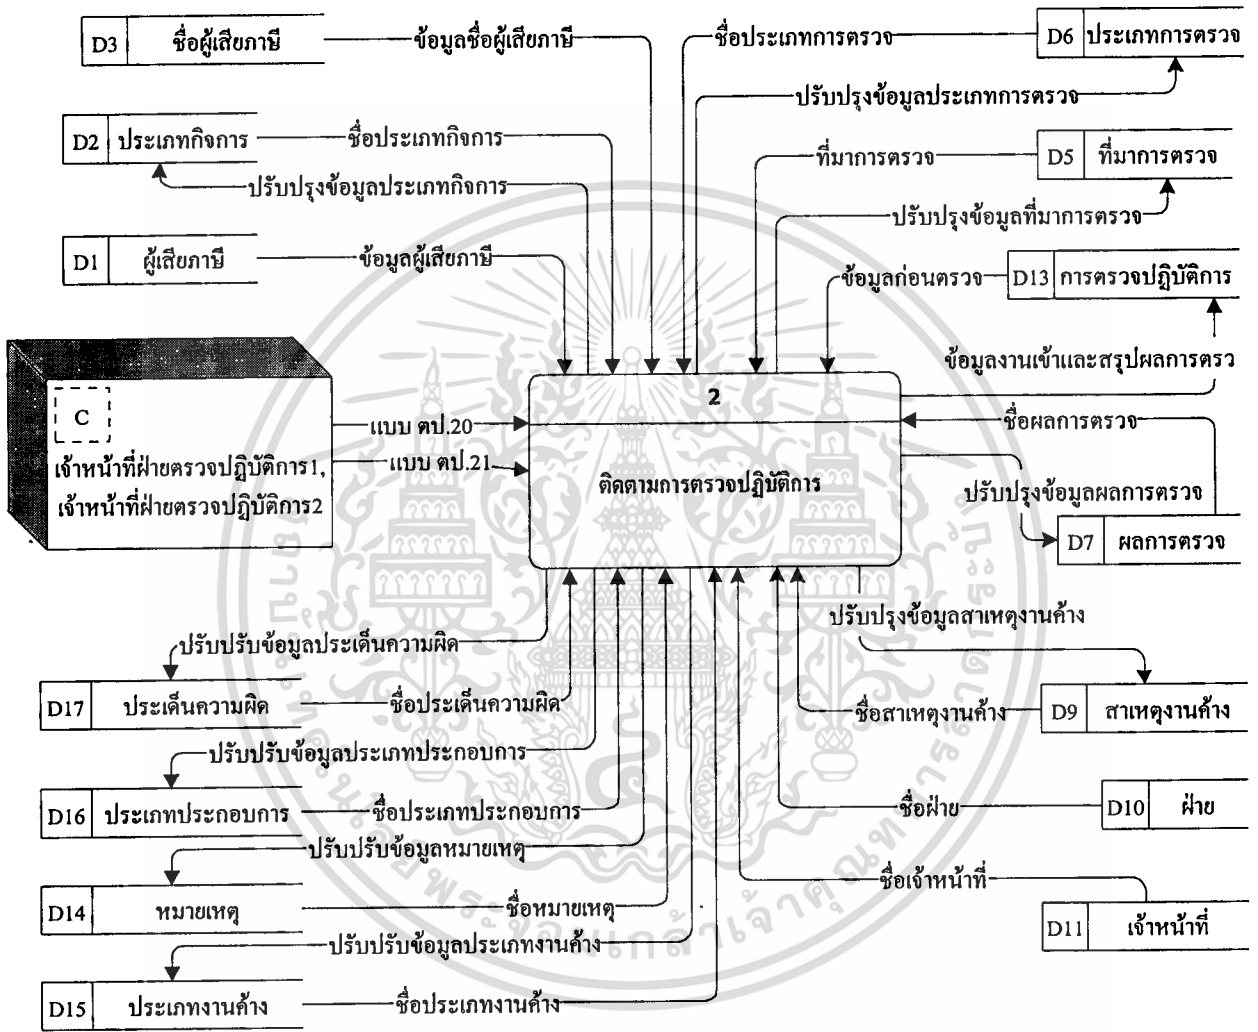 D3 ชื่อผู้เสียภาษี
ข้อมูลชื่อผู้เสียภาษี
ชื่อประเภทการตรวจ
D6 ประเภทการตรวจ
ปรับปรุงข้อมูลประเภทการตรวจ
D2 ประเภทกิจการ
ชื่อประเภทกิจการ
ที่มาการตรวจ
D5 ที่มาการตรวจ
ปรับปรุงข้อมูลประเภทกิจการ
ปรับปรุงข้อมูลที่มาการตรวจ
D1 ผู้เสียภาษี
ข้อมูลผู้เสียภาษี
ข้อมูลก่อนตรวจ
D13 การตรวจปฏิบัติการ
ข้อมูลงานเข้าและสรุปผลการตรว
2
C
แบบ ตป.20
ชื่อผลการตรวจ
เจ้าหน้าที่ฝ่ายตรวจปฏิบัติการ1,
เจ้าหน้าที่ฝ่ายตรวจปฏิบัติการ2
แบบ ตป.21
ติดตามการตรวจปฏิบัติการ
ปรับปรุงข้อมูลผลการตรวจ
D7 ผลการตรวจ
ปรับปรุงข้อมูลสาเหตุงานค้าง
ปรับปรับข้อมูลประเด็นความผิด
D17 ประเด็นความผิด
ชื่อประเด็นความผิด
ชื่อสาเหตุงานค้าง
D9 สาเหตุงานค้าง
ปรับปรับข้อมูลประเภทประกอบการ
D16 ประเภทประกอบการ
ชื่อประเภทประกอบการ
ชื่อฝ่าย
D10 ฝ่าย
ปรับปรับข้อมูลหมายเหตุ
ชื่อเจ้าหน้าที่
D14 หมายเหตุ
ชื่อหมายเหตุ
D11 เจ้าหน้าที่
ปรับปรับข้อมูลประเภทงานค้าง
D15 ประเภทงานค้าง
ชื่อประเภทงานค้าง